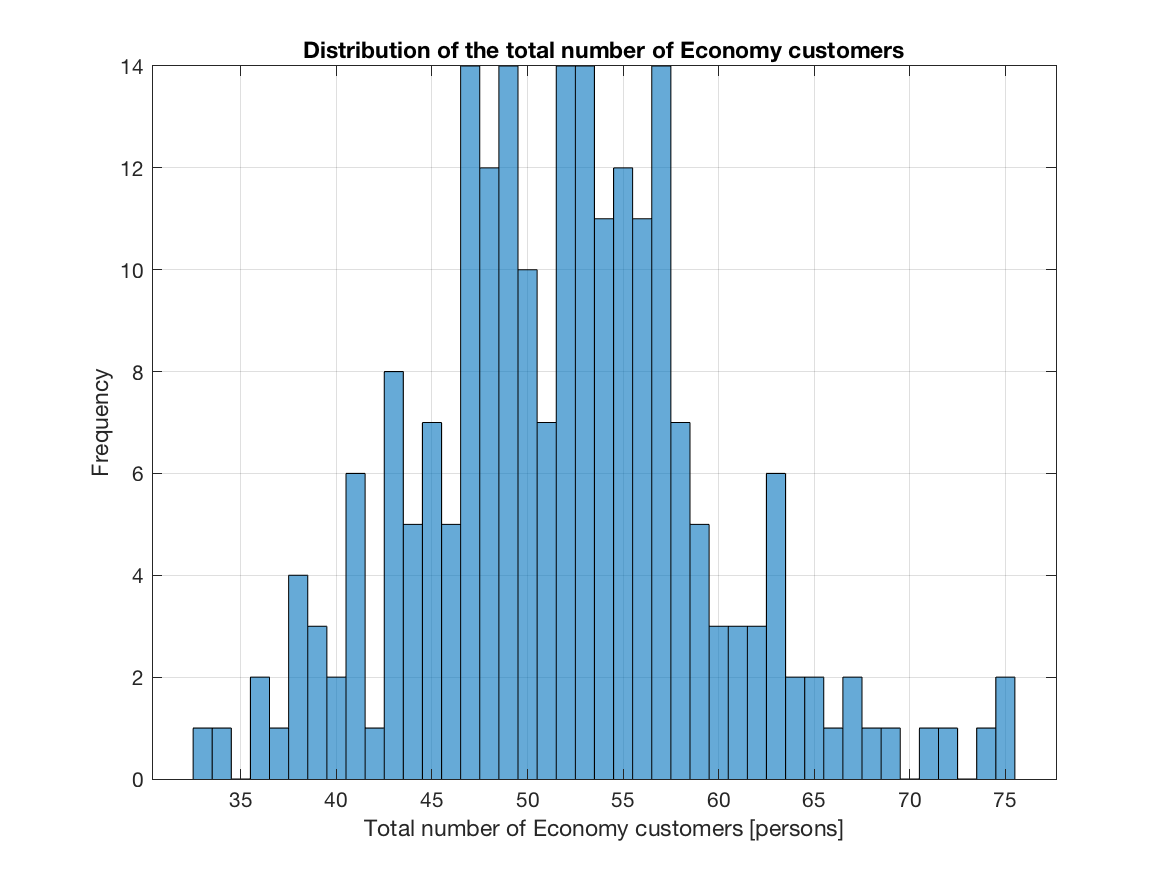 Distribution of the total number of Economy customers
14
12
10
8
6
4
2
0
Frequency
35 40 45 50 55 60 65 70 75
Total number of Economy customers [persons]